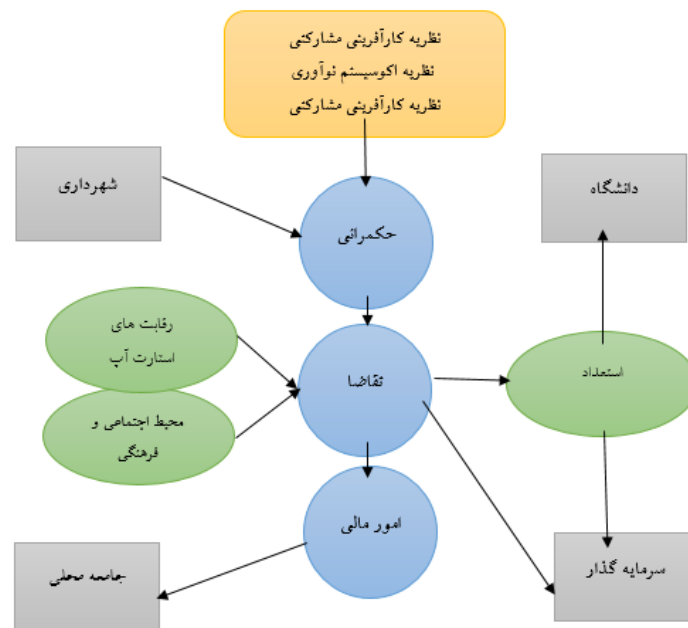 نظریه کارآفرینی مشارکتی
نظریه اکوسیستم نوآوری
نظریه کارآفرینی مشارکتی
شهرداری
دانشگاه
حکمرانی
رقابت های
استارت آپ
تقاضا
استعداد
محیط اجتماعی و
فرهنگی
امور مالی
جامعه محلی
سرمایه گذار